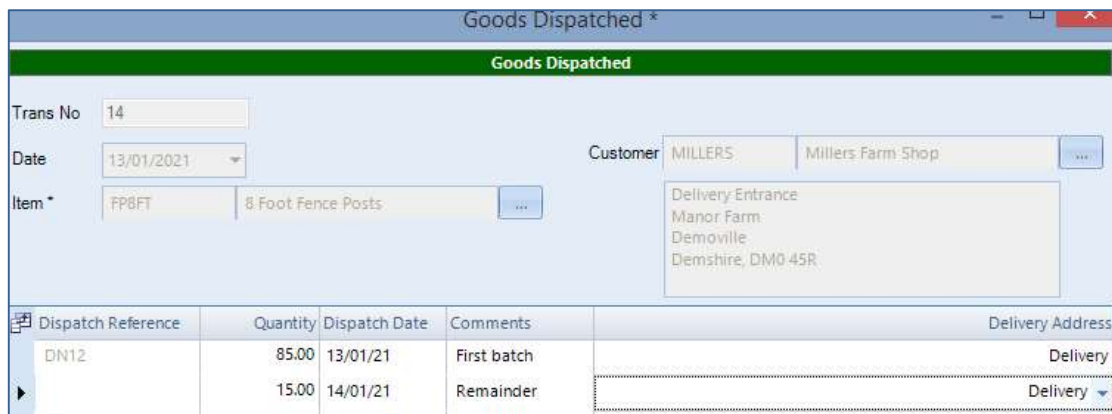 Goods Dispatched *
Goods Dispatched
Trans No 14
Date 13/01/2021
Customer MILLERS Millers Farm Shop ...
Item * FP8FT 8 Foot Fence Posts ...
Delivery Entrance
Manor Farm
Demoville
Demshire, DM0 45R
Dispatch Reference Quantity Dispatch Date Comments Delivery Address
DN12 85.00 13/01/21 First batch Delivery
15.00 14/01/21 Remainder Delivery